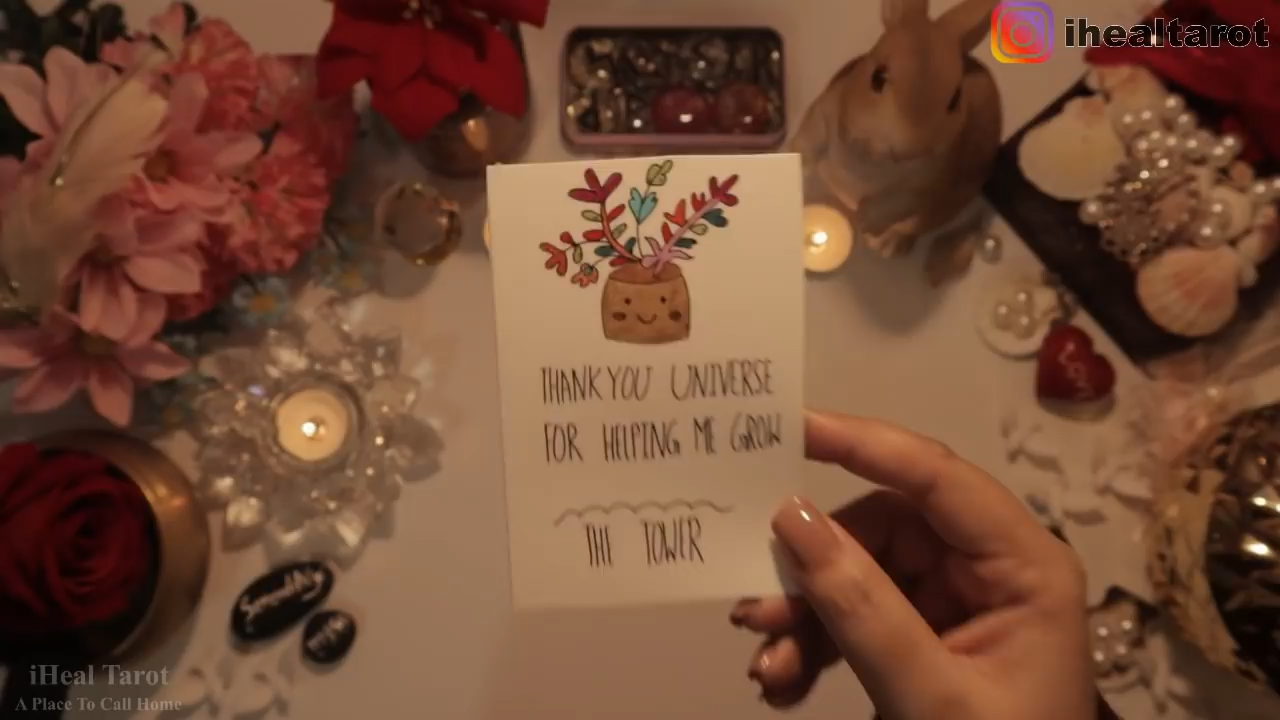 ihealtarot
THANK YOU UNIVERSE
FOR HELPING ME GROW
THE TOWER
iHeal Tarot
A Place To Call Home